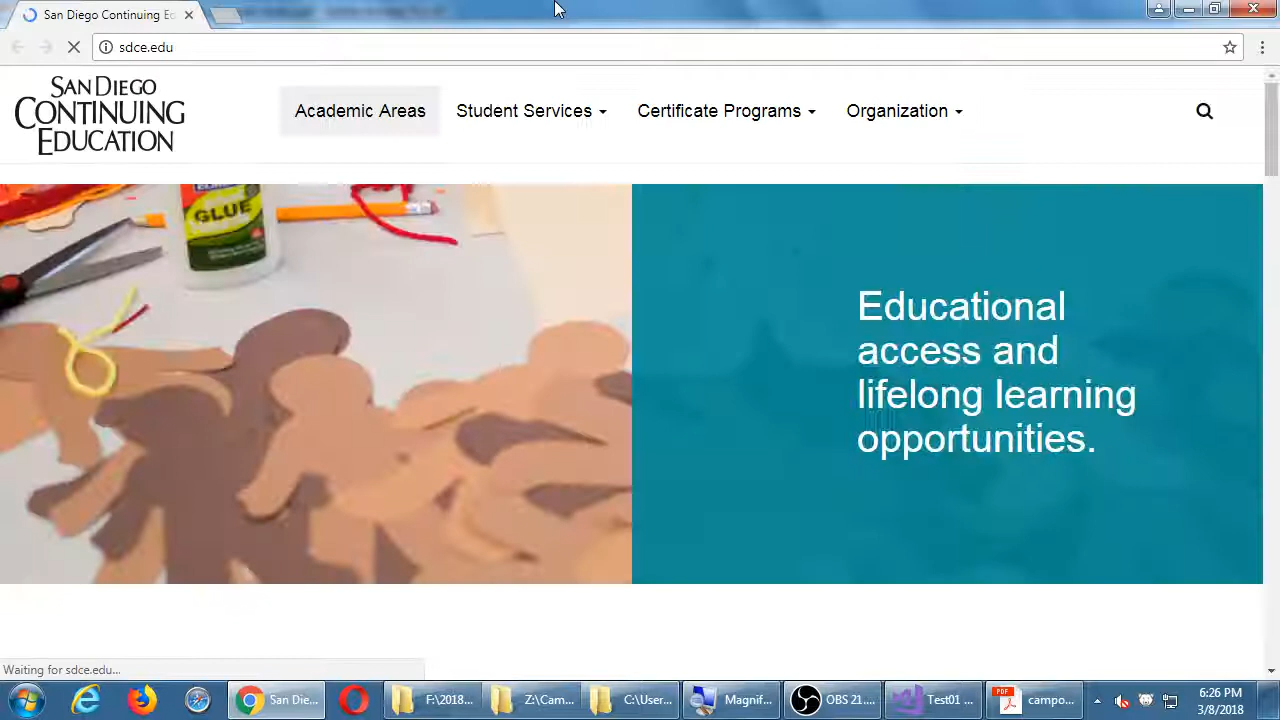 San Diego Continuing Ec
sdce.edu
SAN DIEGO
CONTINUING
EDUCATION
Academic Areas
Student Services
Certificate Programs
Organization
GLUE
Educational
access and
lifelong learning
opportunities.
Waiting for sdce.edu...
San Die...
F:\2018...
Z:\Cam...
C:\User...
Magnif...
OBS 21....
Test01 ...
PDF
campo...
6:26 PM
3/8/2018